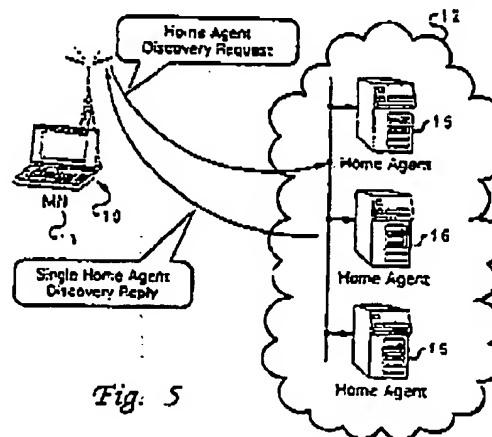 Home Agent
Discovery Request
12
15
Home Agent
MN
10
16
Single Home Agent
Discovery Reply
Home Agent
15
Home Agent
Fig. 5